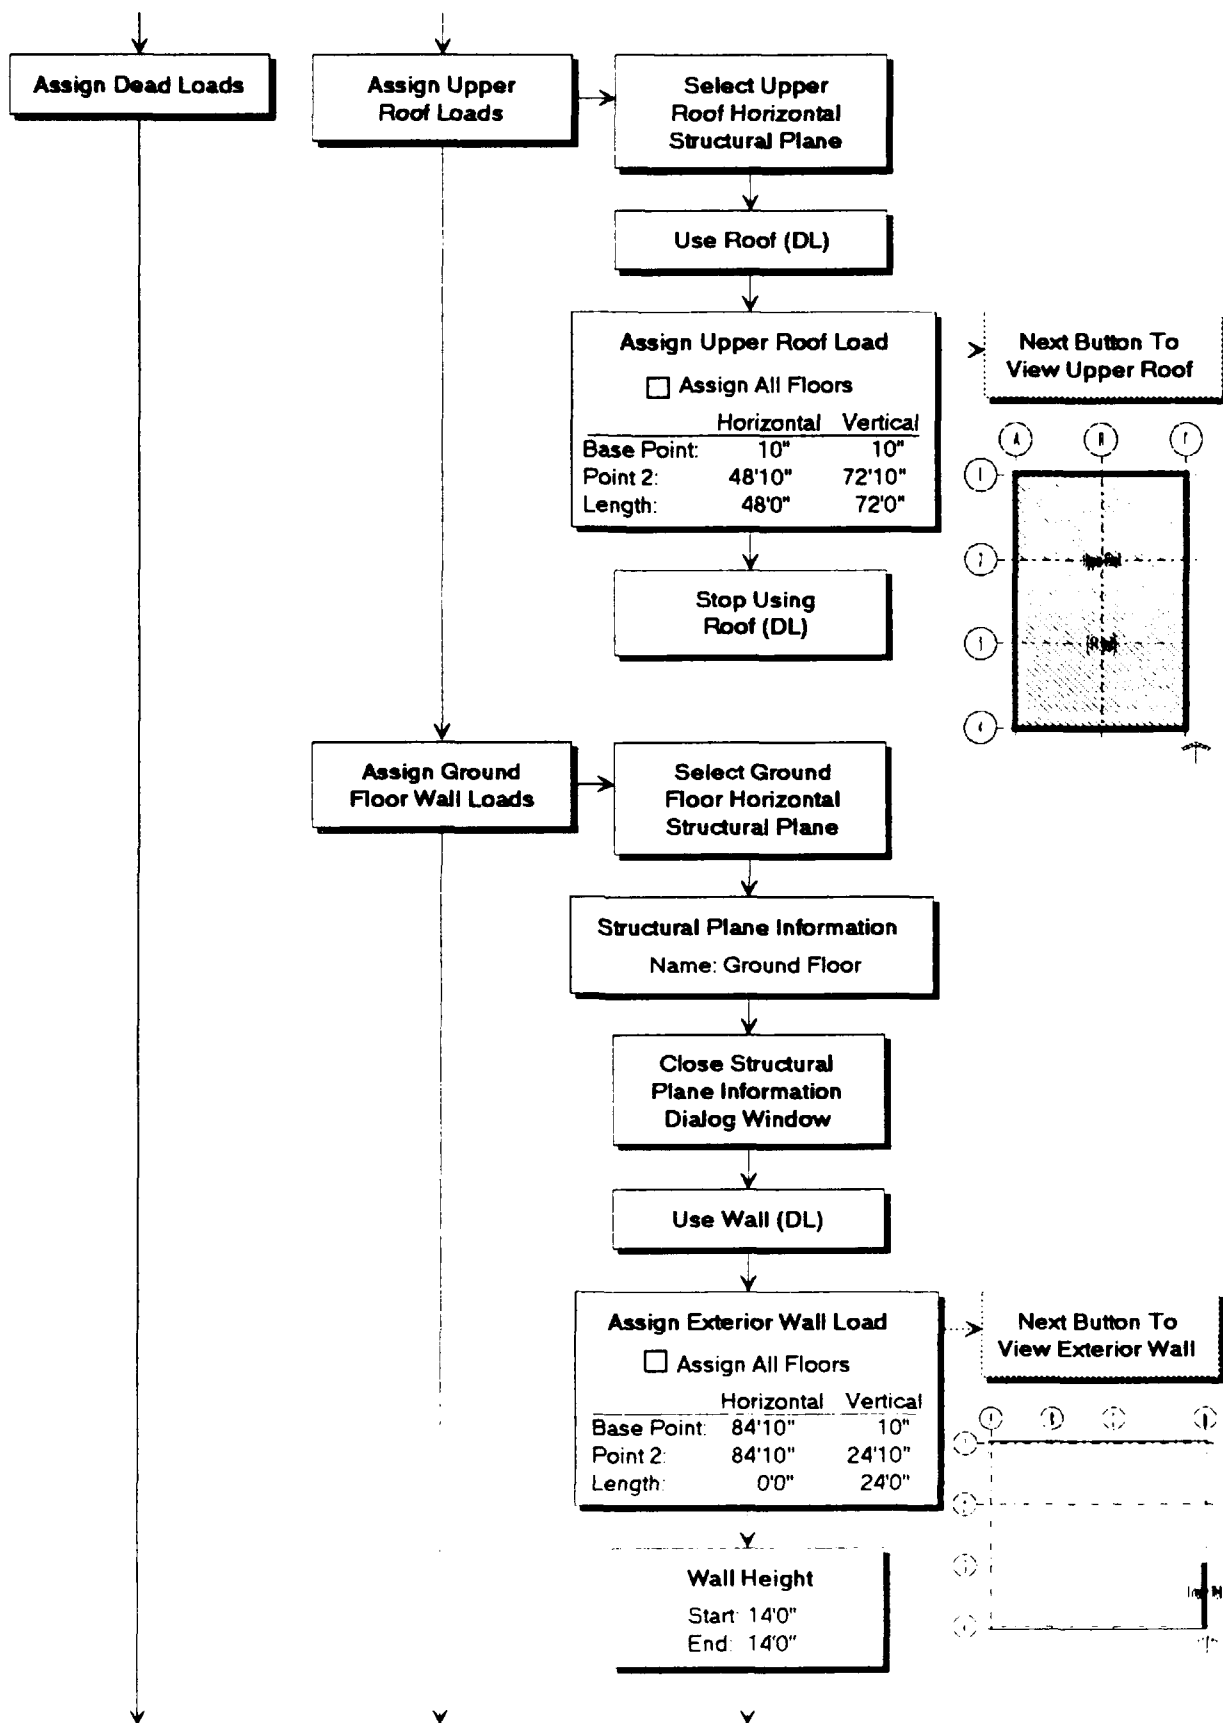 Assign Dead Loads
Assign Upper
Roof Loads
Select Upper
Roof Horizontal
Structural Plane
Use Roof (DL)
Assign Upper Roof Load
Assign All Floors
Horizontal Vertical
Base Point: 10" 10"
Point 2: 48'10" 72'10"
Length: 48'0" 72'0"
Next Button To
View Upper Roof
A
1
2
4
Stop Using
Roof (DL)
Assign Ground
Floor Wall Loads
Select Ground
Floor Horizontal
Structural Plane
Structural Plane Information
Name: Ground Floor
Close Structural
Plane Information
Dialog Window
Use Wall (DL)
Assign Exterior Wall Load
Assign All Floors
Horizontal Vertical
Base Point: 84'10" 10"
Point 2: 84'10" 24'10"
Length: 0'0" 24'0"
Next Button To
View Exterior Wall
Wall Height
Start: 14'0"
End: 14'0"